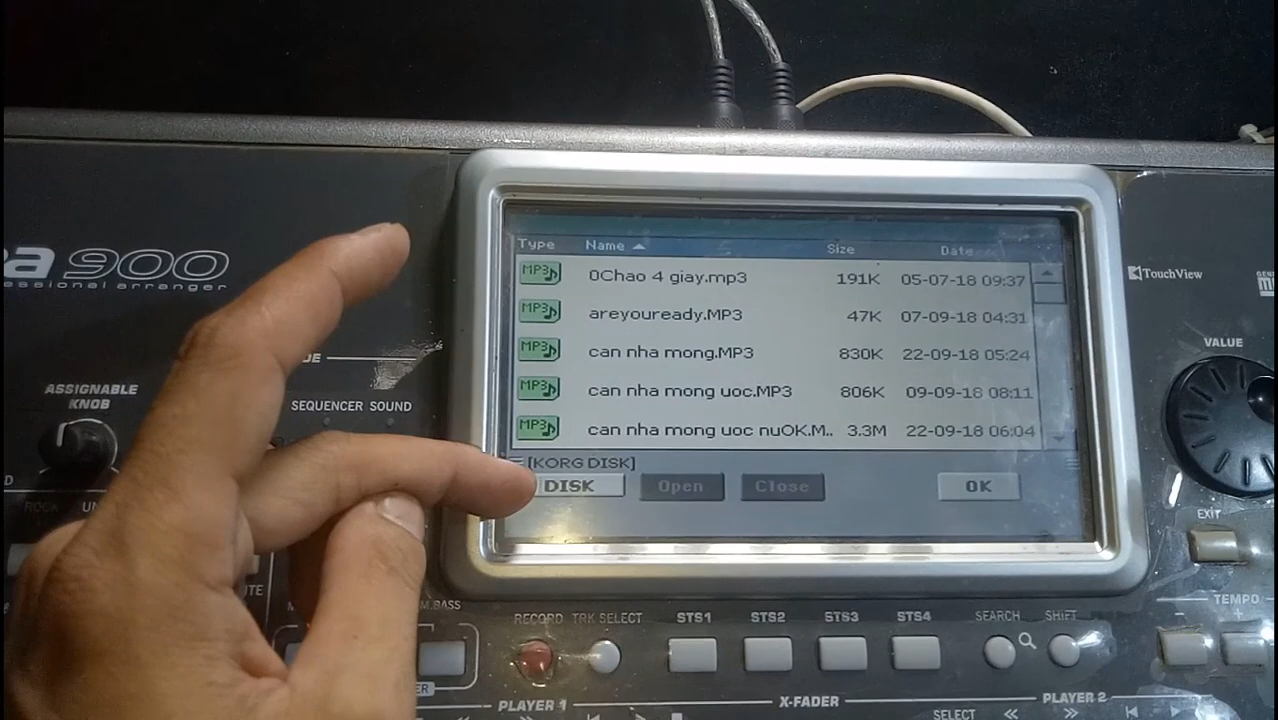 a 900
essional arranger
Type Name Size Date
MP3 0Chao 4 giay.mp3 191K 05-07-18 09:37
MP3 areyouready.MP3 47K 07-09-18 04:31
MP3 can nha mong.MP3 830K 22-09-18 05:24
MP3 can nha mong uoc.MP3 806K 09-09-18 08:11
MP3 can nha mong uoc nuOK.M.. 3.3M 22-09-18 06:04
[KORG DISK]
DISK Open Close OK
TouchView
VALUE
ASSIGNABLE
KNOB
SEQUENCER SOUND
ROCK
EXIT
TEMPO
- +
RECORD TRK SELECT STS1 STS2 STS3 STS4 SEARCH SHIFT
PLAYER 1 X-FADER PLAYER 2
SELECT